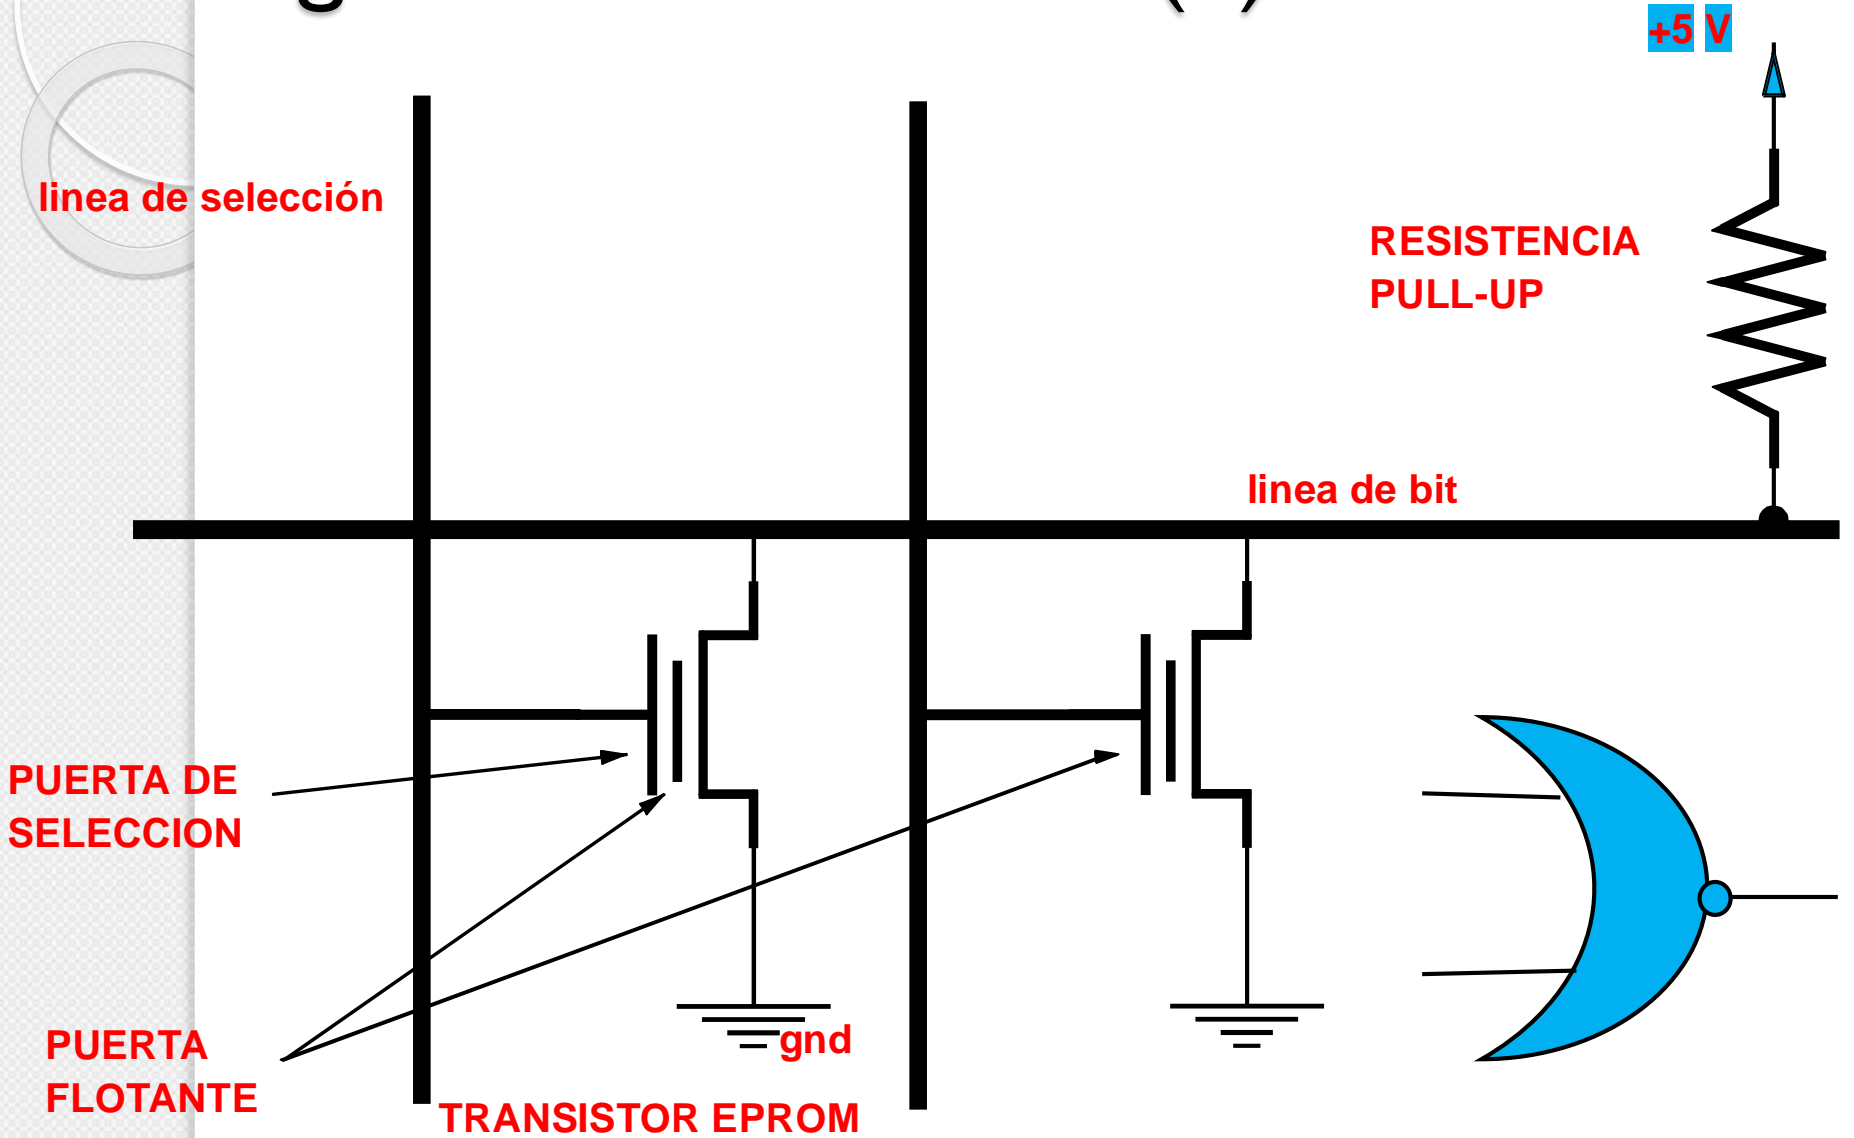 +5 V
linea de selección
RESISTENCIA
PULL-UP
linea de bit
PUERTA DE
SELECCION
PUERTA
FLOTANTE
gnd
TRANSISTOR EPROM